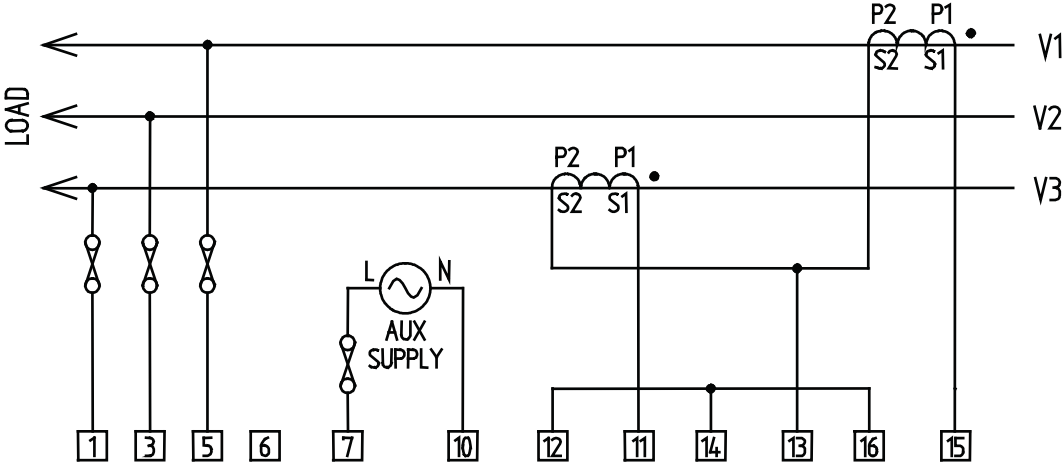 P2 P1
V1
S2 S1
LOAD
V2
P2 P1
V3
S2 S1
L N
AUX
SUPPLY
1 3 5 6 7 10 12 11 14 13 16 15